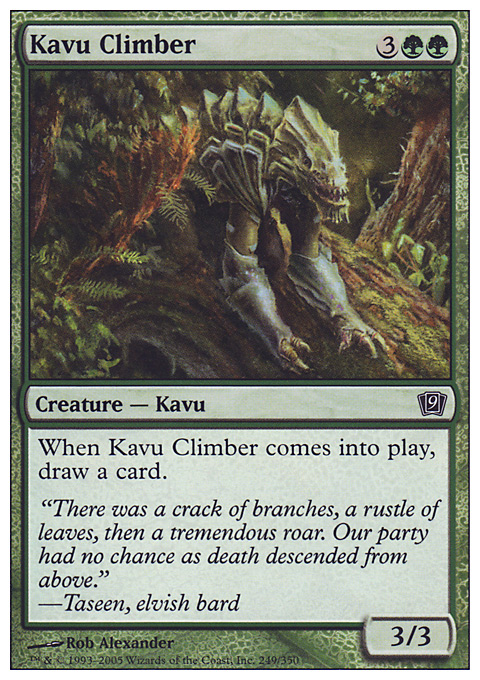 Kavu Climber 3
Creature — Kavu 9
When Kavu Climber comes into play,
draw a card.
“There was a crack of branches, a rustle of
leaves, then a tremendous roar. Our party
had no chance as death descended from
above.”
—Taseen, elvish bard
3/3
Rob Alexander
™ & © 1993–2005 Wizards of the Coast, Inc. 249/350